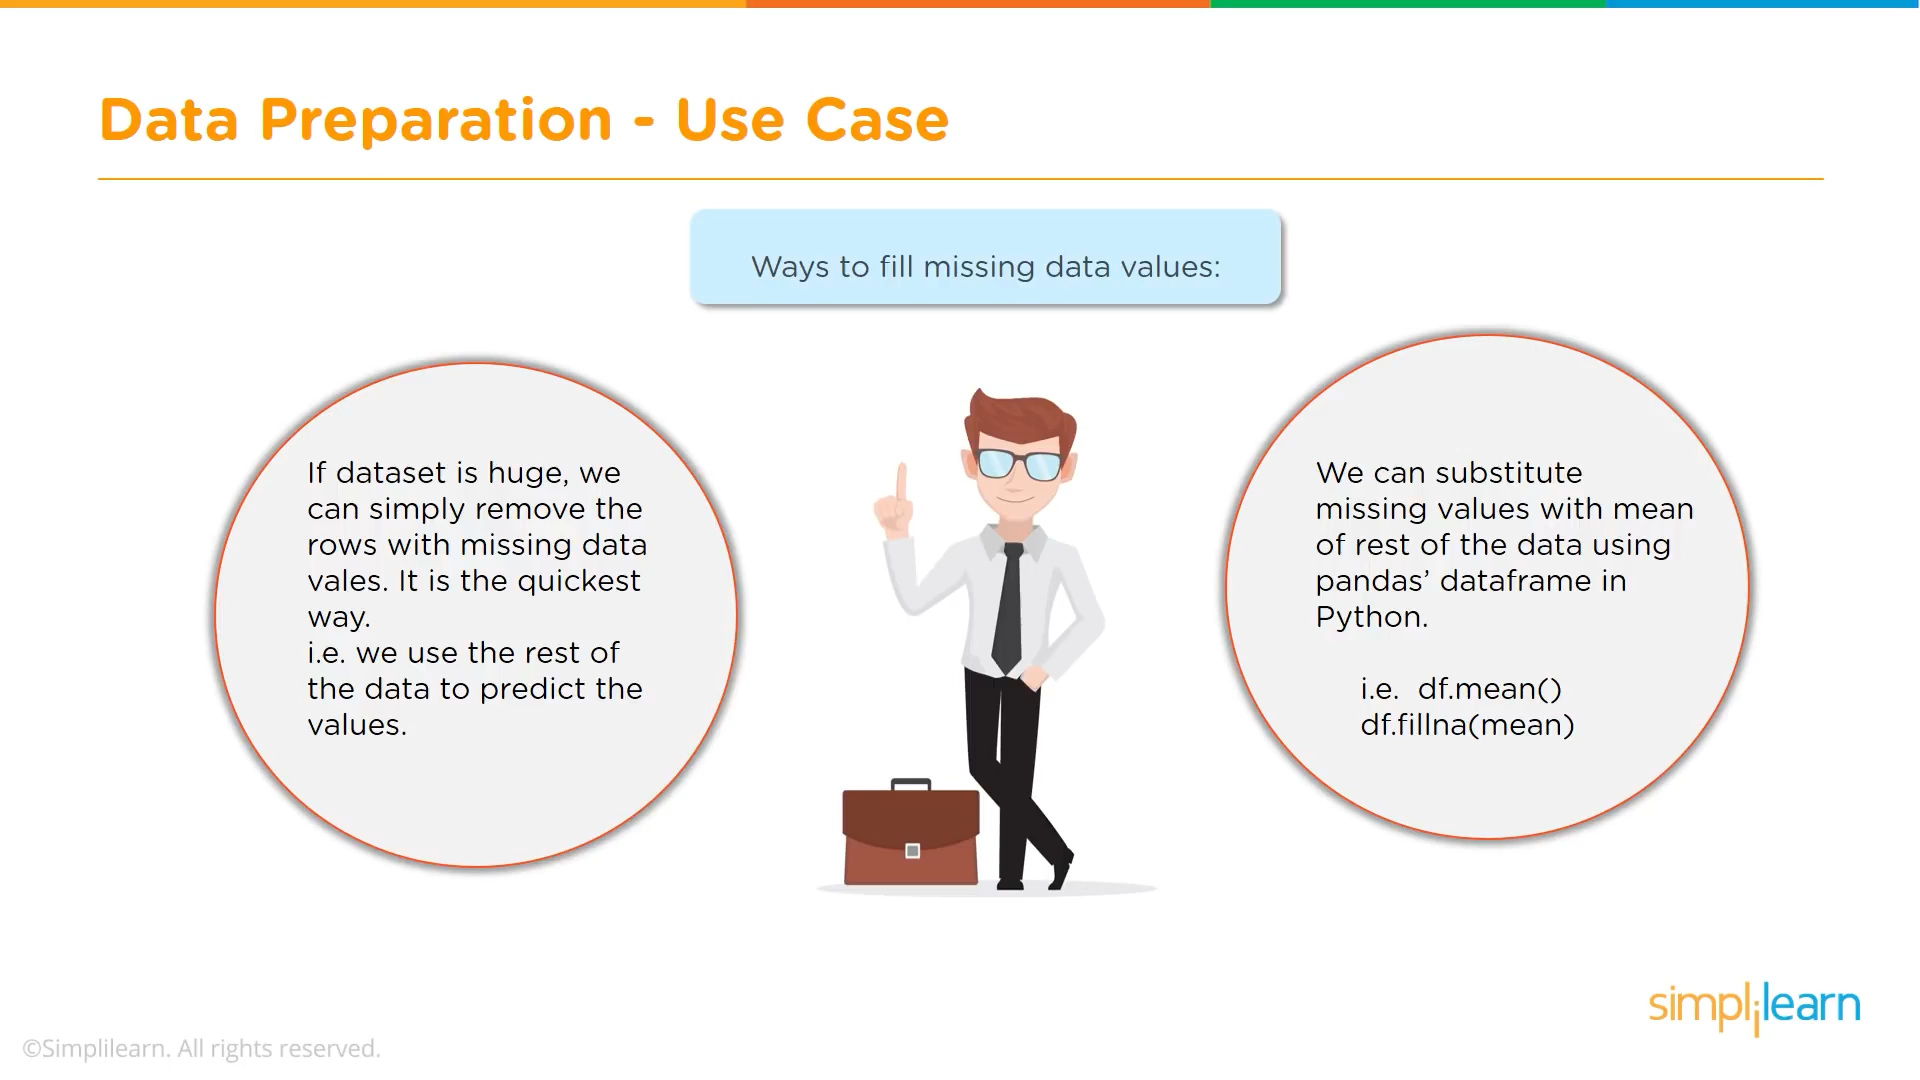 Data Preparation - Use Case
Ways to fill missing data values:
If dataset is huge, we
can simply remove the
rows with missing data
vales. It is the quickest
way.
i.e. we use the rest of
the data to predict the
values.
We can substitute
missing values with mean
of rest of the data using
pandas’ dataframe in
Python.
i.e. df.mean()
df.fillna(mean)
simplilearn
©Simplilearn. All rights reserved.